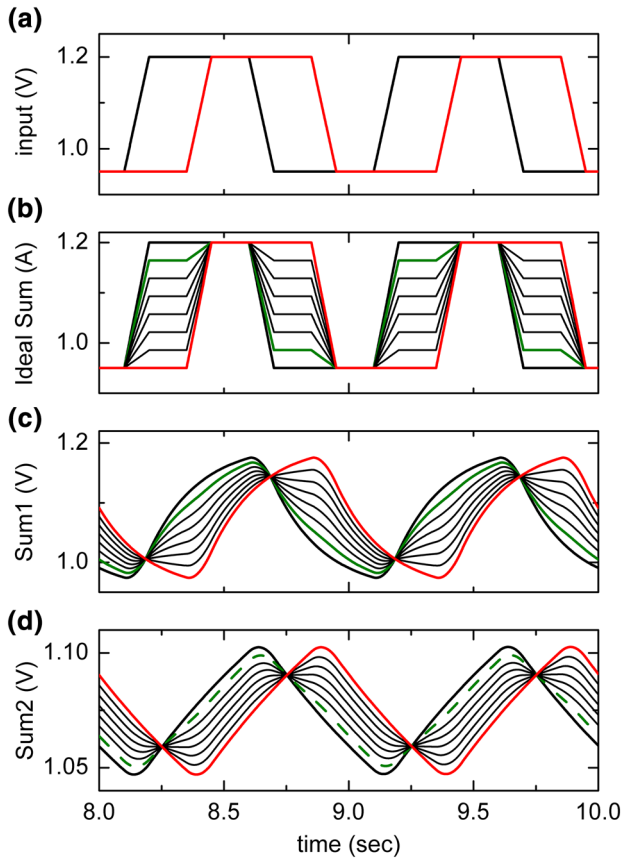 (a)
input (V)
1.2
1.0
(b)
Ideal Sum (A)
1.2
1.0
(c)
Sum1 (V)
1.2
1.0
(d)
Sum2 (V)
1.10
1.05
8.0 8.5 9.0 9.5 10.0
time (sec)